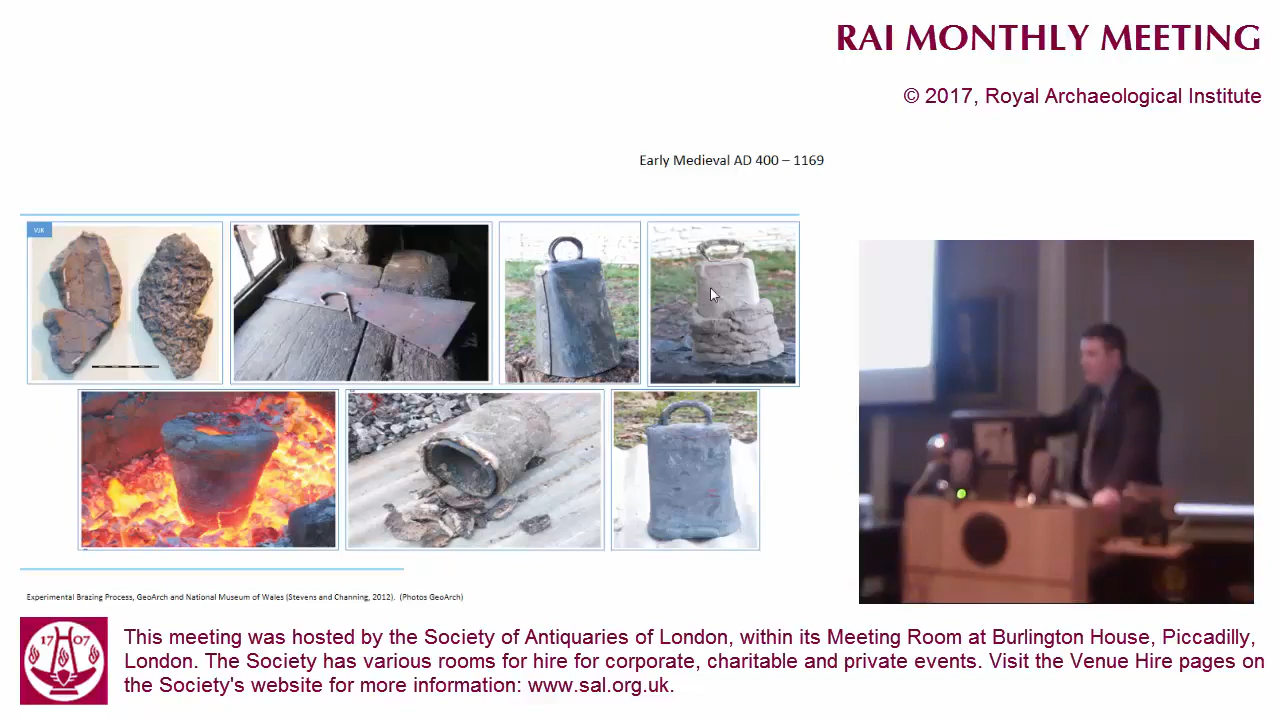 RAI MONTHLY MEETING
© 2017, Royal Archaeological Institute
Early Medieval AD 400 – 1169
VJK
Experimental Brazing Process, GeoArch and National Museum of Wales (Stevens and Channing, 2012). (Photos GeoArch)
17 07
This meeting was hosted by the Society of Antiquaries of London, within its Meeting Room at Burlington House, Piccadilly,
London. The Society has various rooms for hire for corporate, charitable and private events. Visit the Venue Hire pages on
the Society's website for more information: www.sal.org.uk.